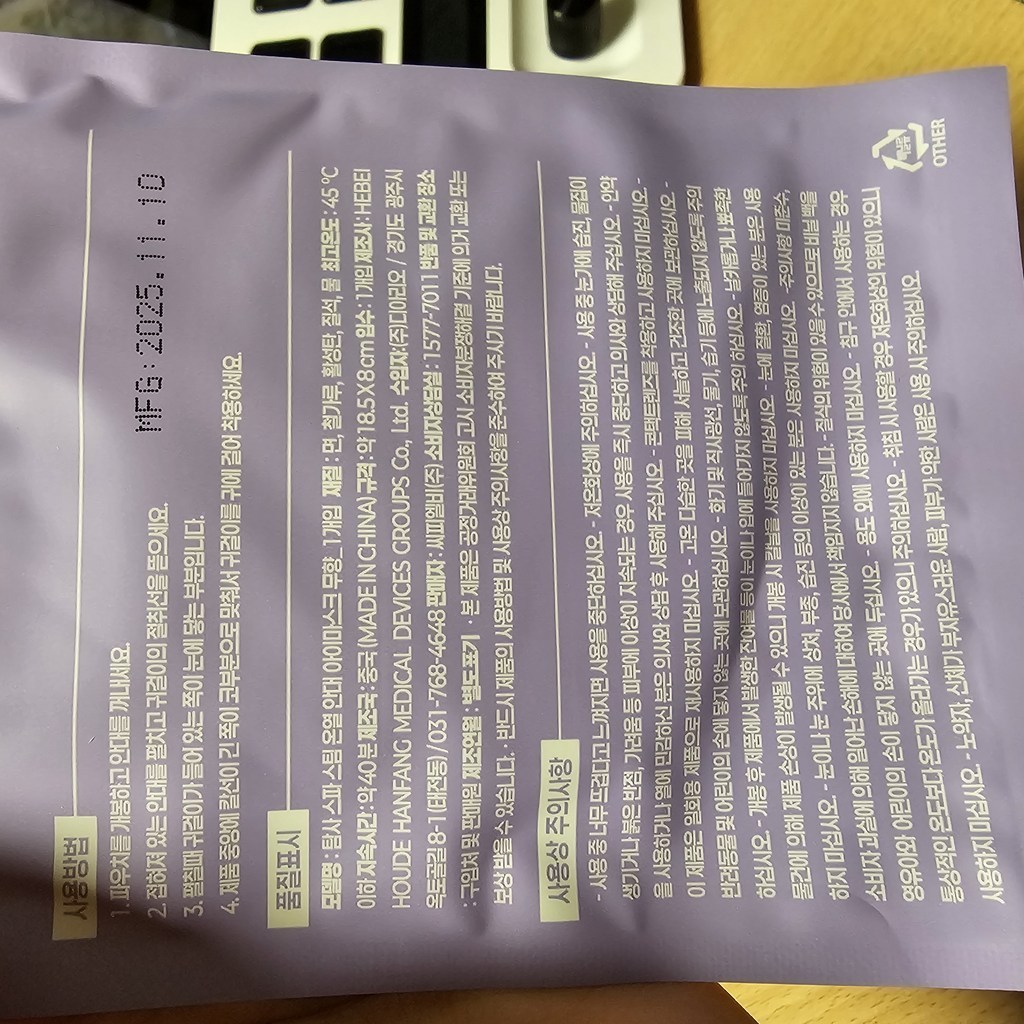 사용방법
MFG:2025.11.10
1. 파우치를 개봉하고 안대를 꺼내세요.
2. 접혀져 있는 안대를 펼치고 귀걸이의 절취선을 뜯으세요.
3. 펼칠때 귀걸이가 들어 있는 쪽이 눈에 닿는 부분입니다.
4. 제품 중앙에 칼선이 긴 쪽이 코부분으로 맞춰서 귀걸이를 귀에 걸어 착용하세요.
품질표시
모델명 : 탐사 스파 스팀 온열 안대 아이마스크 무향_1개입 재질 : 면, 철가루, 활성탄, 질석, 물 최고온도 : 45 ℃
이하 지속시간 : 약 40 분 제조국 : 중국 (MADE IN CHINA) 규격 : 약 18.5 X 8 cm 입수 : 1 개입 제조사 : HEBEI
HOUDE HANFANG MEDICAL DEVICES GROUPS Co., Ltd. 수입자 (주)디아더오 / 경기도 광주시
옥토골길 8-10 (태전동) / 031-768-4648 판매자 : 씨피엘비(주) 소비자상담실 : 1577-7011 반품 및 교환 장소
: 구입처 및 판매원 제조연월 : 별도표기 · 본 제품은 공정거래위원회 고시 소비자분쟁해결 기준에 의거 교환 또는
보상 받을 수 있습니다. · 반드시 제품의 사용방법 및 사용상 주의사항을 준수하여 주시기 바랍니다.
사용상 주의사항
- 사용 중 너무 뜨겁다고 느껴지면 사용을 중단하십시오. - 저온화상에 주의하십시오. - 사용 중 눈가에 습진, 물집이
생기거나 붉은 반점, 가려움 등 피부에 이상이 지속되는 경우 사용을 즉시 중단하고 의사와 상담해 주십시오. - 안약
을 사용하거나 열에 민감하신 분은 의사와 상담 후 사용해 주십시오. - 콘택트렌즈를 착용하고 사용하지 마십시오. -
이 제품은 일회용 제품으로 재사용하지 마십시오. - 고온 다습한 곳을 피해 서늘하고 건조한 곳에 보관하십시오. -
반려동물 및 어린이의 손에 닿지 않는 곳에 보관하십시오. - 화기 및 직사광선, 물기, 습기 등에 노출되지 않도록 주의
하십시오. - 개봉 후 제품에서 발생한 잔여물 등이 눈이나 입에 들어가지 않도록 주의 하십시오. - 날카롭거나 뾰족한
물건에 의해 제품 손상이 발생될 수 있으니 개봉 시 칼 등을 사용하지 마십시오. - 눈에 질환, 염증이 있는 분은 사용
하지 마십시오. - 눈이나 눈 주위에 상처, 부종, 습진 등의 이상이 있는 분은 사용하지 마십시오. - 주의사항 미준수,
소비자 과실에 의해 일어난 손해에 대하여 당사에서 책임지지 않습니다. - 질식의 위험이 있을 수 있으므로 비닐 백을
영유아와 어린이의 손이 닿지 않는 곳에 두십시오. - 용도 외에 사용하지 마십시오. - 침구 안에서 사용하는 경우
통상적인 온도보다 온도가 올라가는 경우가 있으니 주의하십시오. - 취침 시 사용할 경우 저온화상의 위험이 있으니
사용하지 마십시오. - 노약자, 신체가 부자유스러운 사람, 피부가 약한 사람은 사용 시 주의하십시오.
OTHER